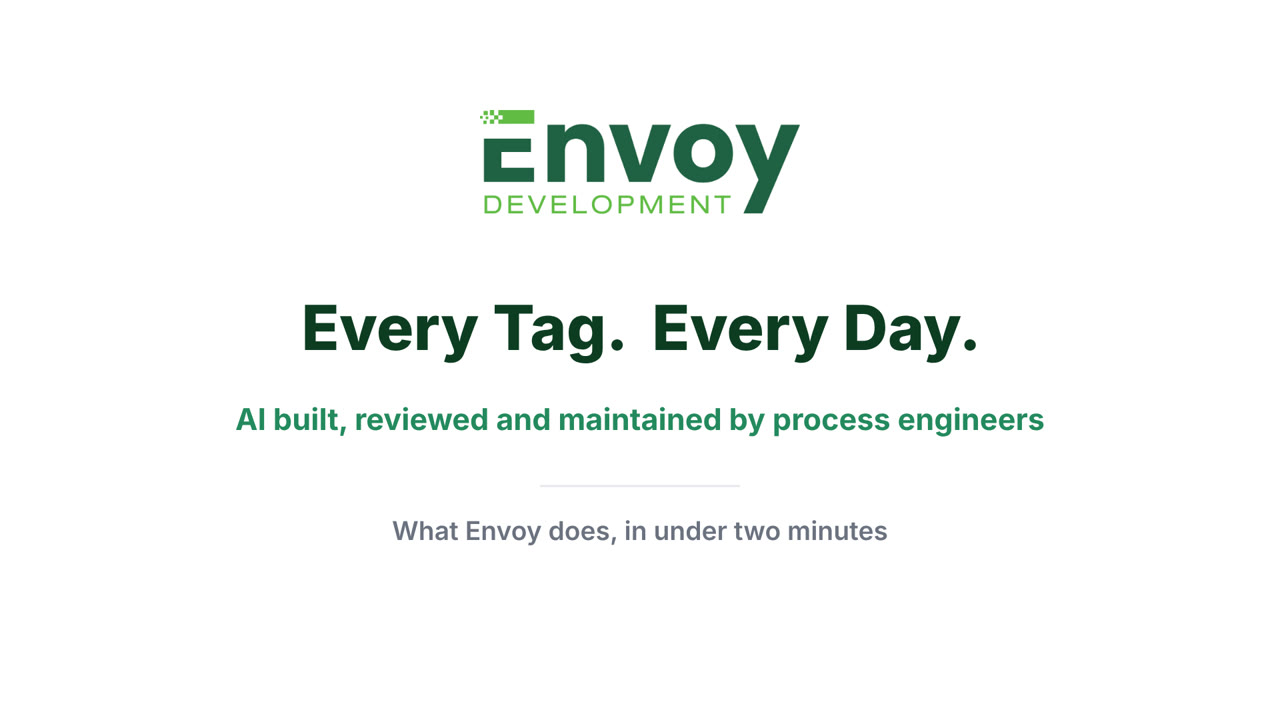 Envoy
DEVELOPMENT
Every Tag. Every Day.
AI built, reviewed and maintained by process engineers
What Envoy does, in under two minutes